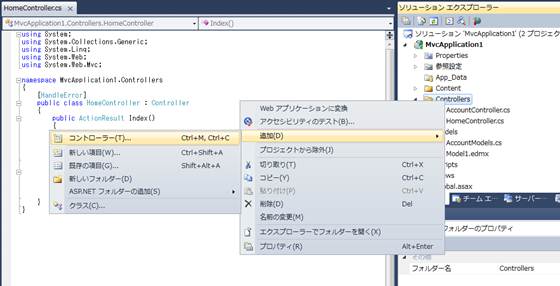 HomeController.cs
MvcApplication1.Controllers.HomeController
Index()
using System;
using System.Collections.Generic;
using System.Linq;
using System.Web;
using System.Web.Mvc;
namespace MvcApplication1.Controllers
{
[HandleError]
public class HomeController : Controller
{
public ActionResult Index()
{
}
}
コントローラー(T)... Ctrl+M, Ctrl+C
新しい項目(W)... Ctrl+Shift+A
既存の項目(G)... Shift+Alt+A
新しいフォルダー(D)
ASP.NET フォルダーの追加(S)
クラス(C)...
Web アプリケーションに変換
アクセシビリティのテスト(B)...
追加(D)
プロジェクトから除外(J)
切り取り(T) Ctrl+X
コピー(Y) Ctrl+C
貼り付け(P) Ctrl+V
削除(D) Del
名前の変更(M)
エクスプローラーでフォルダーを開く(X)
プロパティ(R) Alt+Enter
ソリューション エクスプローラー
ソリューション 'MvcApplication1' (2 プロ
MvcApplication1
Properties
参照設定
App_Data
Content
Controllers
AccountController
HomeController.cs
odels
AccountModels.cs
Model1.edmx
ripts
ews
lobal.asax
チーム エ...
サーバー...
フォルダーのプロパティ
その他
フォルダー名 Controllers